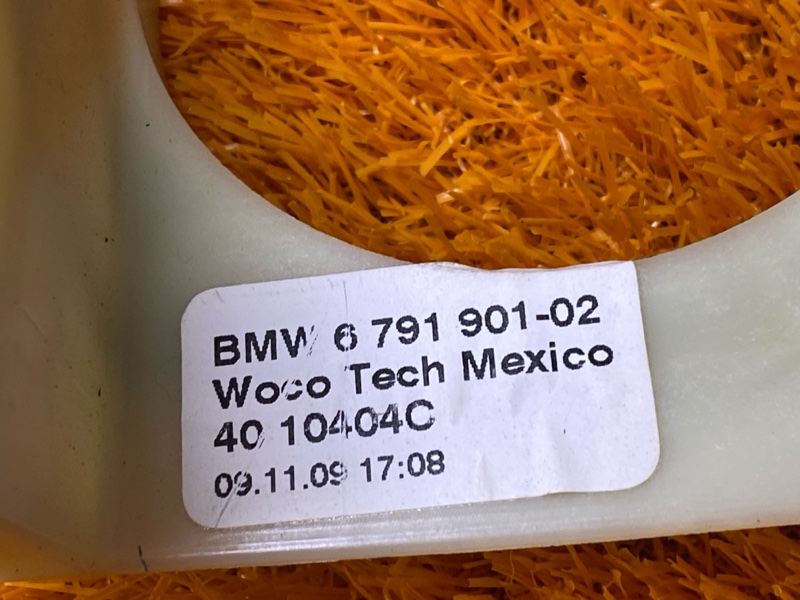 BMW 6 791 901-02
Woco Tech Mexico
40 10404C
09.11.09 17:08